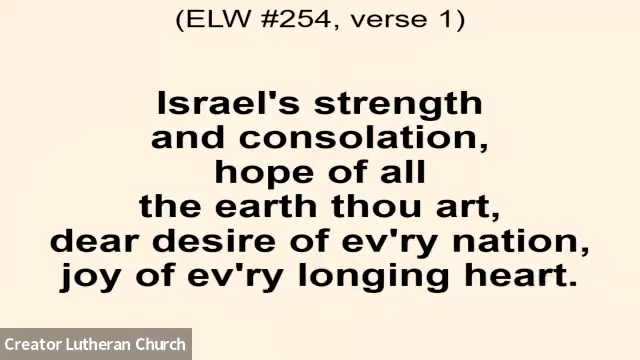 (ELW #254, verse 1)
Israel's strength
and consolation,
hope of all
the earth thou art,
dear desire of ev'ry nation,
joy of ev'ry longing heart.
Creator Lutheran Church